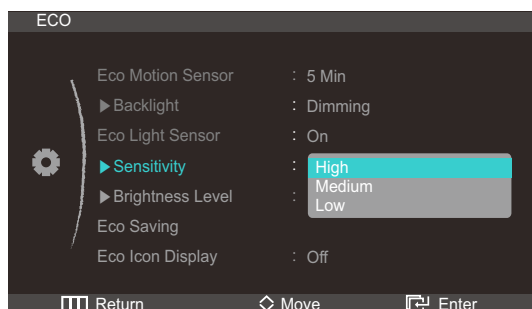 ECO
Eco Motion Sensor : 5 Min
▶Backlight : Dimming
Eco Light Sensor : On
▶Sensitivity : High
Medium
▶Brightness Level : Low
Eco Saving
Eco Icon Display : Off
Return Move Enter